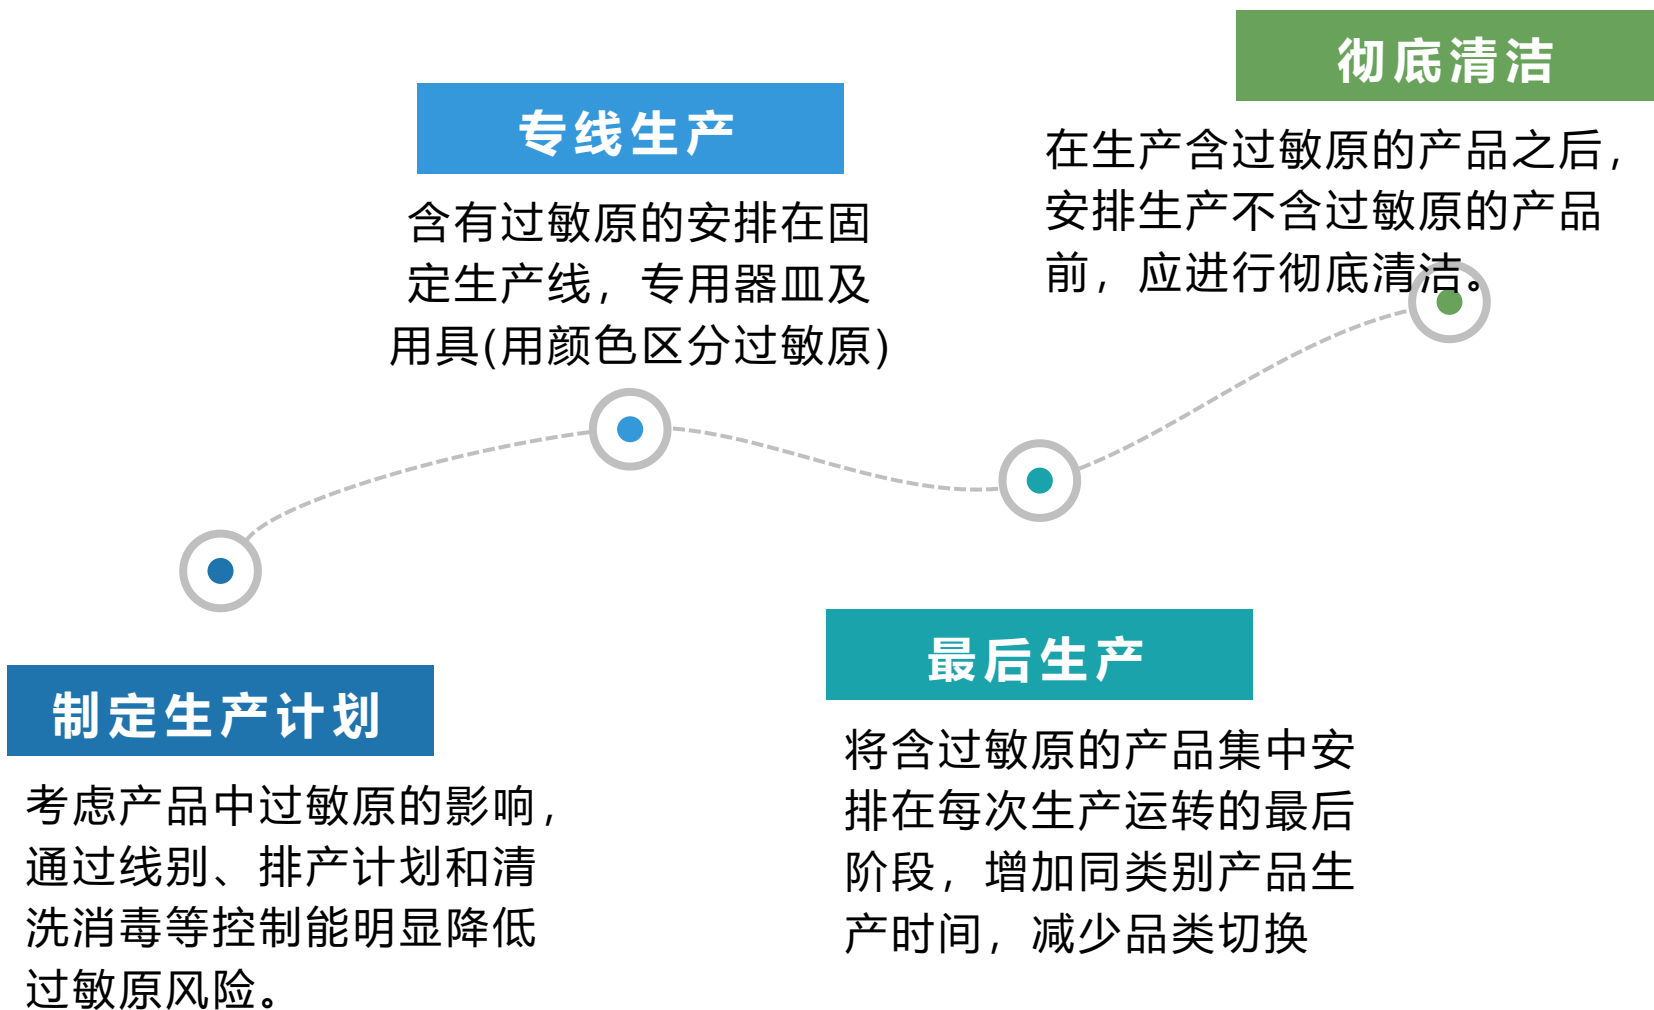 制定生产计划
考虑产品中过敏原的影响，
通过线别、排产计划和清
洗消毒等控制能明显降低
过敏原风险。
专线生产
含有过敏原的安排在固
定生产线，专用器皿及
用具(用颜色区分过敏原)
最后生产
将含过敏原的产品集中安
排在每次生产运转的最后
阶段，增加同类别产品生
产时间，减少品类切换
彻底清洁
在生产含过敏原的产品之后，
安排生产不含过敏原的产品
前，应进行彻底清洁。